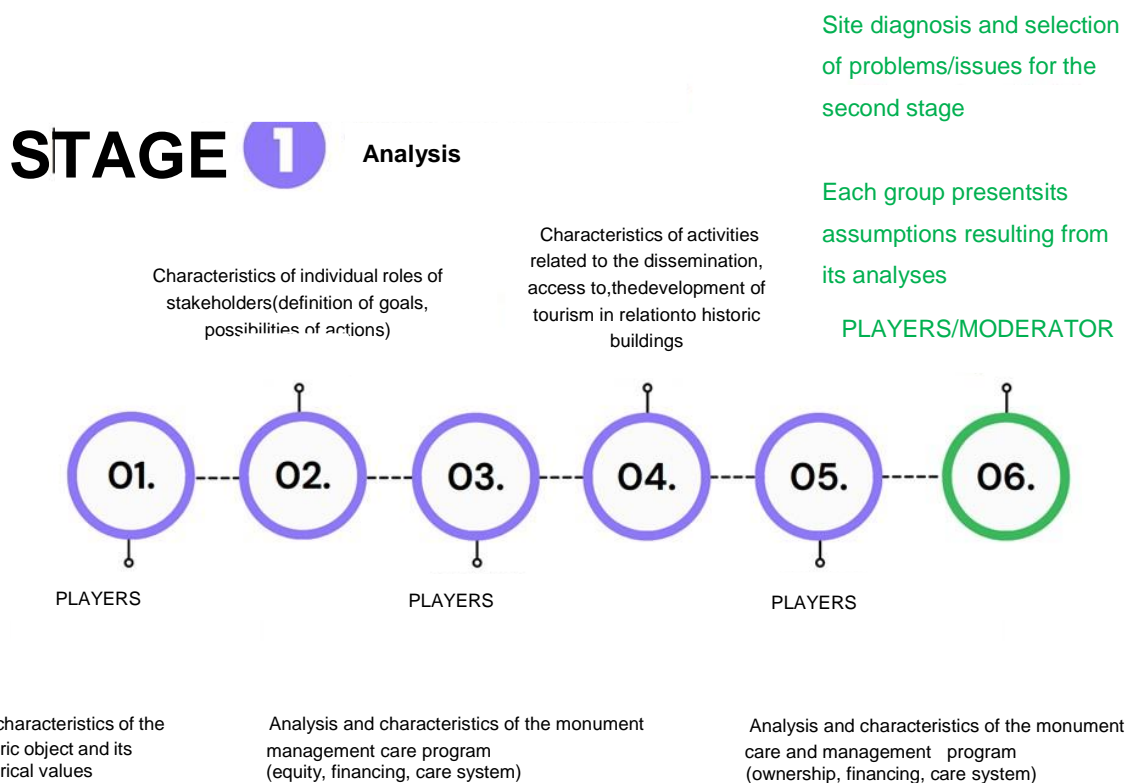 Site diagnosis and selection
of problems/issues for the
second stage
STAGE 1 Analysis
Each group presentsits
assumptions resulting from
its analyses
PLAYERS/MODERATOR
Characteristics of individual roles of
stakeholders(definition of goals,
possibilities of actions)
Characteristics of activities
related to the dissemination,
access to,thedevelopment of
tourism in relationto historic
buildings
01. 02. 03. 04. 05. 06.
PLAYERS PLAYERS PLAYERS
characteristics of the
ric object and its
rical values
Analysis and characteristics of the monument
management care program
(equity, financing, care system)
Analysis and characteristics of the monument
care and management program
(ownership, financing, care system)